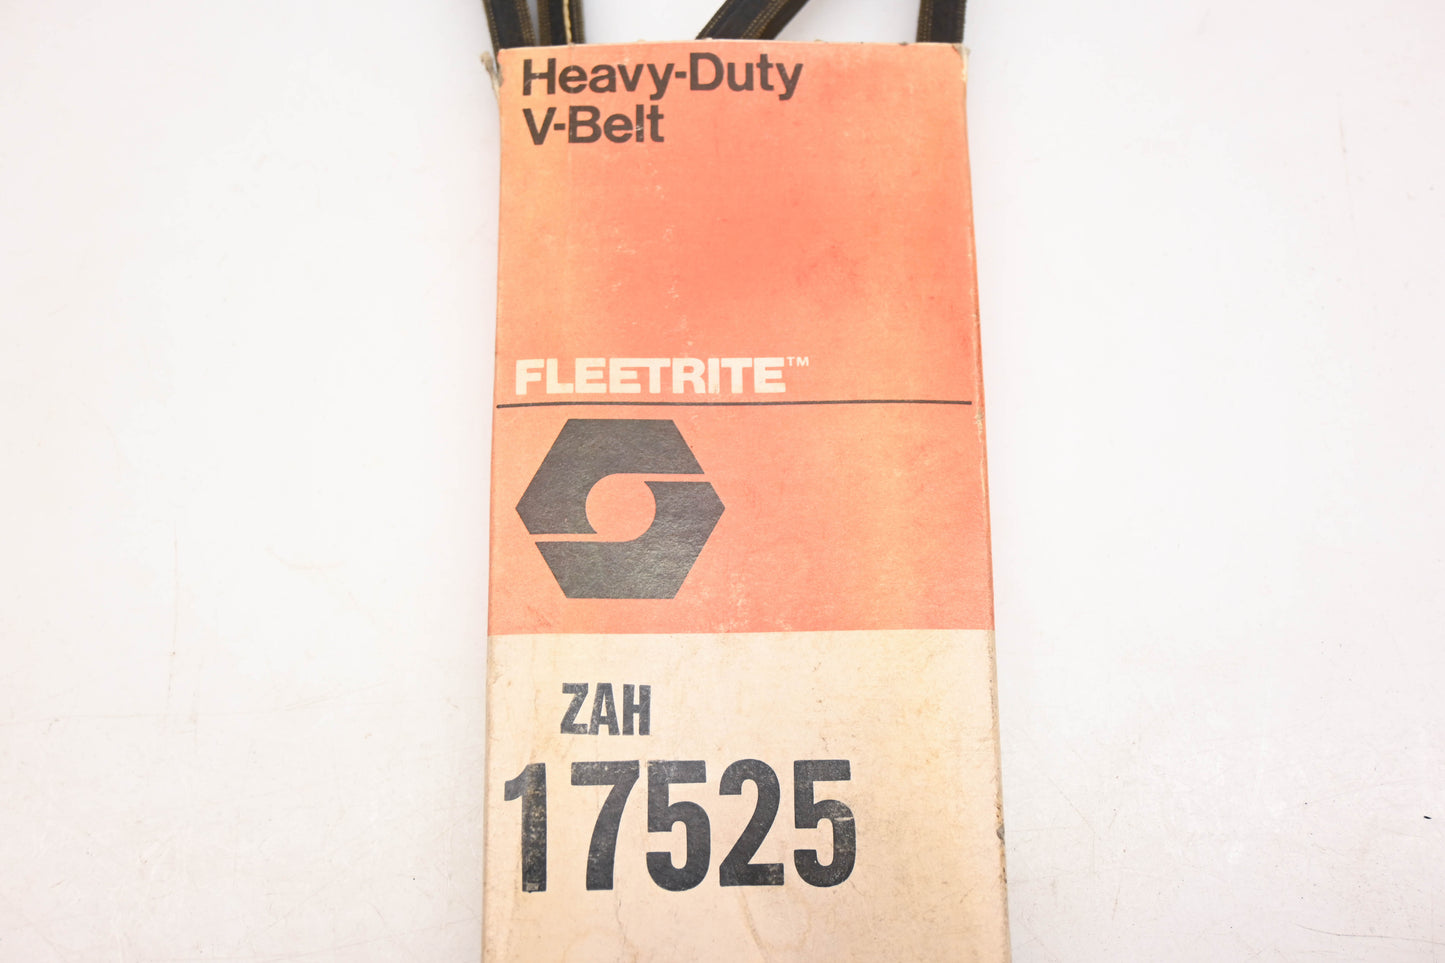 Heavy-Duty
V-Belt
FLEETRITE™
ZAH
17525